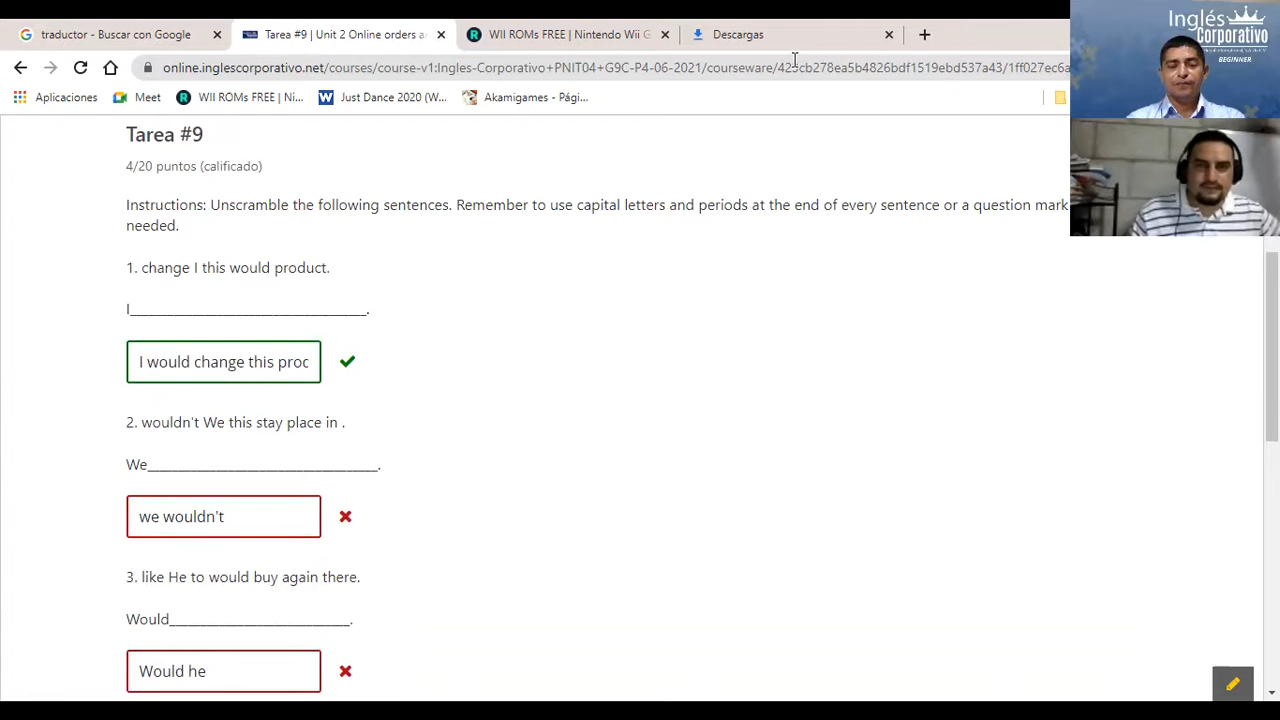 traductor - Buscar con Google
Tarea #9 | Unit 2 Online orders a
WII ROMs FREE | Nintendo Wii G
Descargas
online.inglescorporativo.net/courses/course-v1:Ingles-Corporativo+PINIT04+G9C-P4-06-2021/courseware/
Aplicaciones
Meet
WII ROMs FREE | Ni...
Just Dance 2020 (W...
Akamigames - Pági...
Inglés
Corporativo
BEGINNER
Tarea #9
4/20 puntos (calificado)
Instructions: Unscramble the following sentences. Remember to use capital letters and periods at the end of every sentence or a question mark
needed.
1. change I this would product.
I___________________________________.
I would change this proc
2. wouldn't We this stay place in .
We__________________________________.
we wouldn't
3. like He to would buy again there.
Would___________________________.
Would he